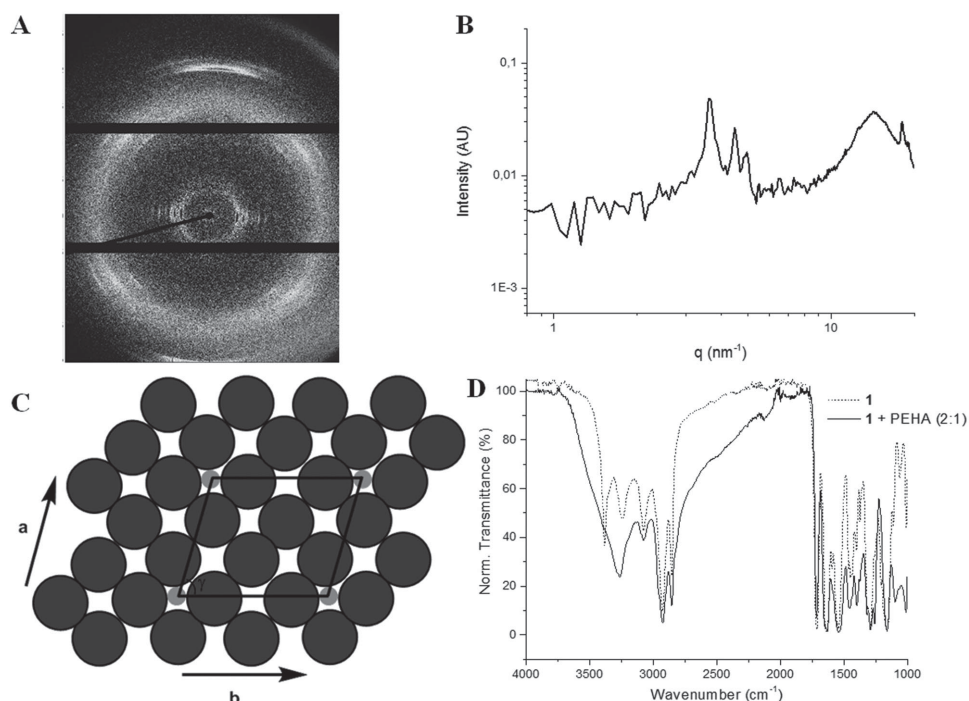 A
B
0,1
0,01
1E-3
Intensity (AU)
1
10
q (nm⁻¹)
C
a
γ
b
D
1
1 + PEHA (2:1)
100
80
60
40
20
0
Norm. Transmittance (%)
4000 3500 3000 2500 2000 1500 1000
Wavenumber (cm⁻¹)